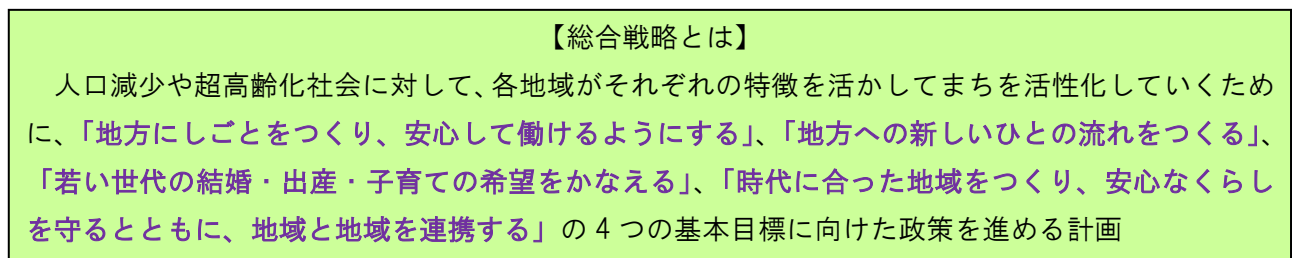 【総合戦略とは】
　人口減少や超高齢化社会に対して、各地域がそれぞれの特徴を活かしてまちを活性化していくため
に、「地方にしごとをつくり、安心して働けるようにする」、「地方への新しいひとの流れをつくる」、
「若い世代の結婚・出産・子育ての希望をかなえる」、「時代に合った地域をつくり、安心なくらし
を守るとともに、地域と地域を連携する」の 4 つの基本目標に向けた政策を進める計画